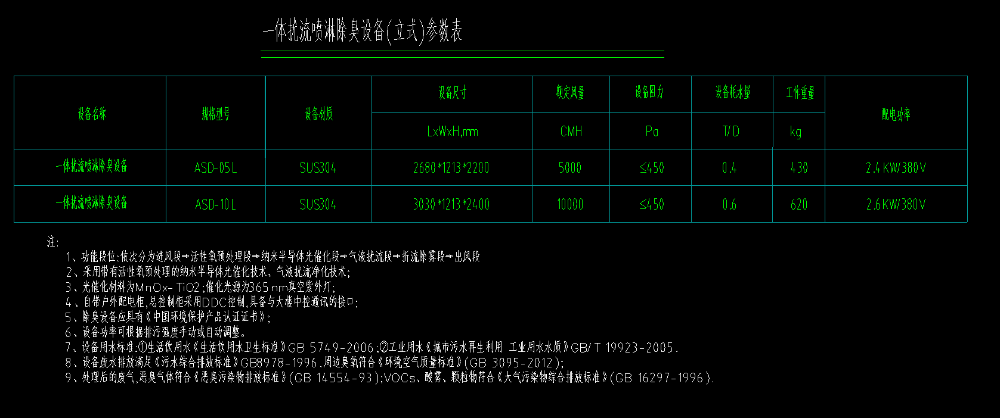 一体扰流喷淋除臭设备(立式)参数表
设备名称 规格型号 设备材质 设备尺寸 额定风量 设备阻力 设备耗水量 工作重量 配电功率
LxWxH,mm CMH Pa T/D kg
一体扰流喷淋除臭设备 ASD-05L SUS304 2680*1213*2200 5000 ≤450 0.4 430 2.4KW/380V
一体扰流喷淋除臭设备 ASD-10L SUS304 3030*1213*2400 10000 ≤450 0.6 620 2.6KW/380V
注:
1、功能段位:依次分为进风段→活性氧预处理段→纳米半导体光催化段→气液扰流段→折流除雾段→出风段
2、采用带有活性氧预处理的纳米半导体光催化技术、气液扰流净化技术;
3、光催化材料为MnOx-TiO2;催化光源为365nm真空紫外灯;
4、自带户外配电柜,总控制柜采用DDC控制,具备与大楼中控通讯的接口;
5、除臭设备应具有《中国环境保护产品认证证书》;
6、设备功率可根据排污强度手动或自动调整。
7、设备用水标准:①生活饮用水《生活饮用水卫生标准》GB 5749-2006;②工业用水《城市污水再生利用 工业用水水质》GB/T 19923-2005.
8、设备废水排放满足《污水综合排放标准》GB8978-1996.周边臭氧符合《环境空气质量标准》(GB 3095-2012);
9、处理后的废气,恶臭气体符合《恶臭污染物排放标准》(GB 14554-93);VOCs、酸雾、颗粒物符合《大气污染物综合排放标准》(GB 16297-1996).